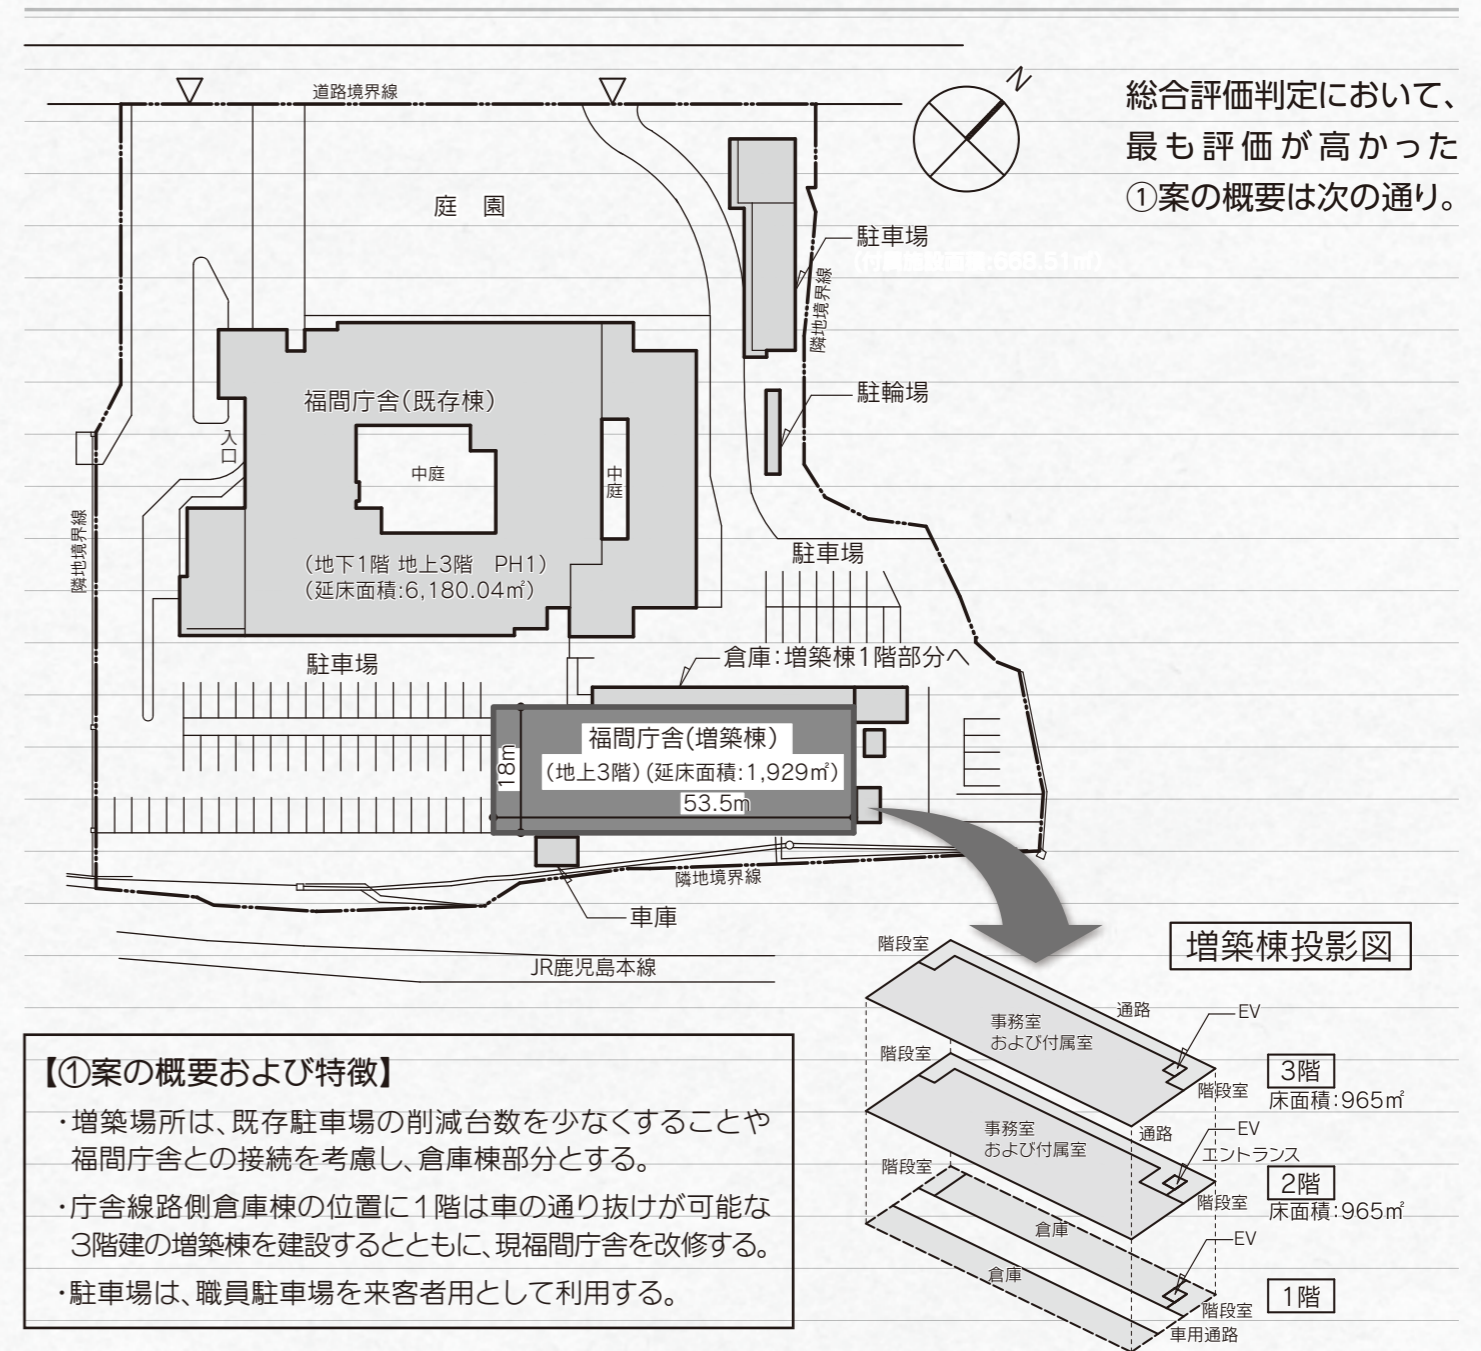 道路境界線
N
総合評価判定において、
最も評価が高かった
①案の概要は次の通り。
庭 園
駐車場
(付属施設面積:668.51㎡)
隣地境界線
駐輪場
福間庁舎(既存棟)
入口
中庭
中庭
隣地境界線
(地下1階 地上3階 PH1)
(延床面積:6,180.04㎡)
駐車場
駐車場
倉庫:増築棟1階部分へ
福間庁舎(増築棟)
(地上3階)(延床面積:1,929㎡)
18m
53.5m
隣地境界線
車庫
JR鹿児島本線
増築棟投影図
階段室
通路
EV
事務室
および付属室
階段室
3階
床面積:965㎡
階段室
通路
EV
エントランス
事務室
および付属室
階段室
2階
床面積:965㎡
階段室
倉庫
EV
倉庫
1階
階段室
車用通路
【①案の概要および特徴】
・増築場所は、既存駐車場の削減台数を少なくすることや
福間庁舎との接続を考慮し、倉庫棟部分とする。
・庁舎線路側倉庫棟の位置に1階は車の通り抜けが可能な
3階建の増築棟を建設するとともに、現福間庁舎を改修する。
・駐車場は、職員駐車場を来客者用として利用する。